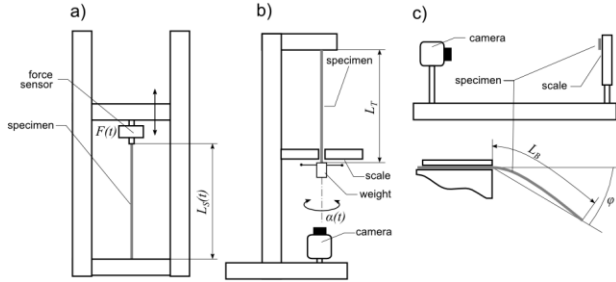 a)
force
sensor
specimen
F(t)
L_S(t)
b)
specimen
L_T
scale
weight
α(t)
camera
c)
camera
specimen
scale
L_B
φ